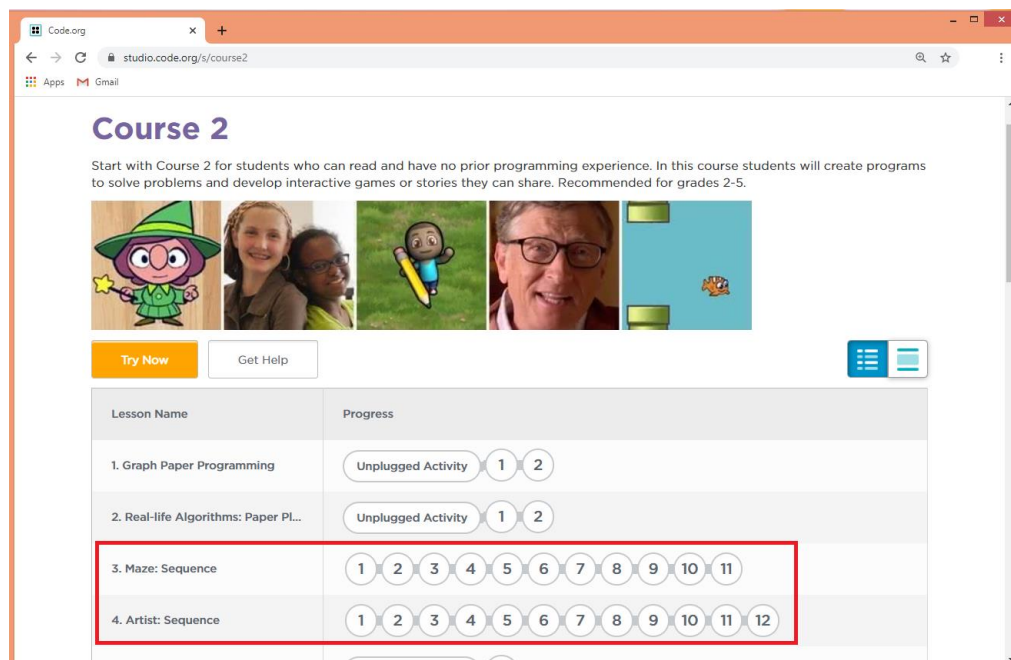 Code.org
studio.code.org/s/course2
Apps Gmail
Course 2
Start with Course 2 for students who can read and have no prior programming experience. In this course students will create programs
to solve problems and develop interactive games or stories they can share. Recommended for grades 2-5.
Try Now Get Help
Lesson Name Progress
1. Graph Paper Programming Unplugged Activity 1 2
2. Real-life Algorithms: Paper Pl... Unplugged Activity 1 2
3. Maze: Sequence 1 2 3 4 5 6 7 8 9 10 11
4. Artist: Sequence 1 2 3 4 5 6 7 8 9 10 11 12